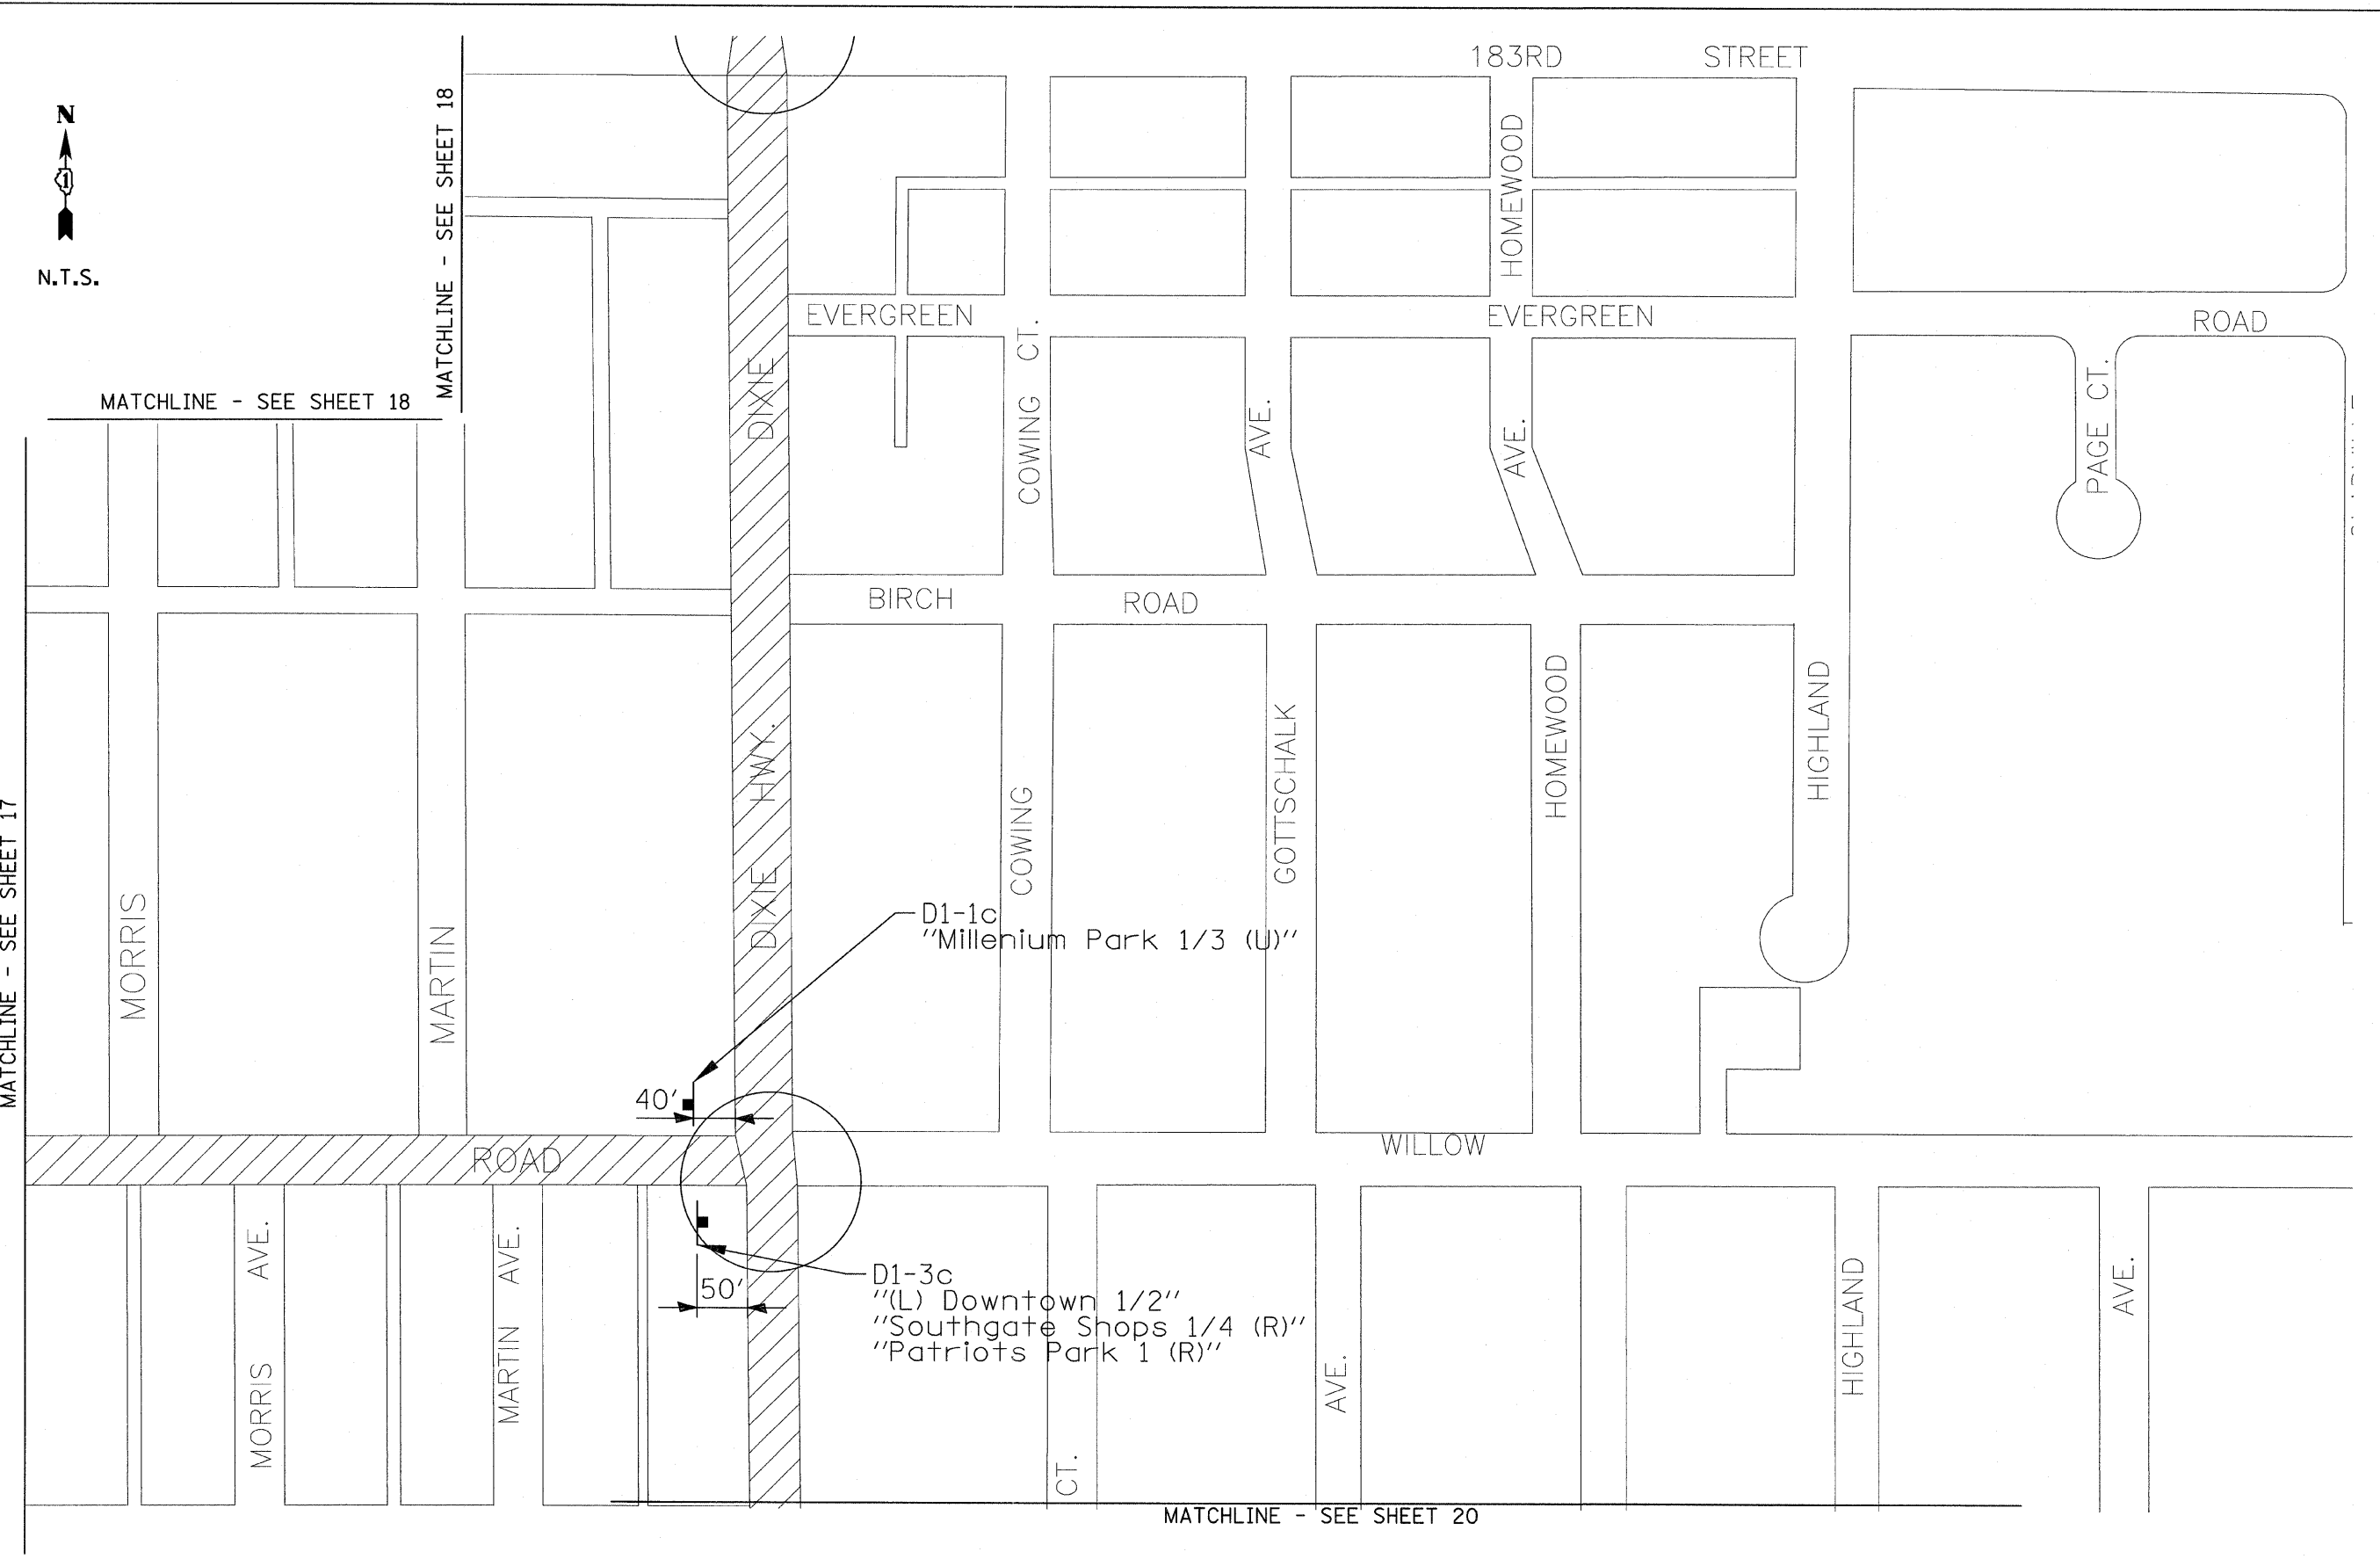 183RD STREET
N
1
N.T.S.
MATCHLINE - SEE SHEET 18
MATCHLINE - SEE SHEET 18
HOMEWOOD
EVERGREEN
EVERGREEN
ROAD
DIXIE
COWING CT.
AVE.
AVE.
PAGE CT.
BIRCH ROAD
DIXIE HWY.
MORRIS
MARTIN
COWING
GOTTSCHALK
HOMEWOOD
HIGHLAND
MATCHLINE - SEE SHEET 17
D1-1c
"Millenium Park 1/3 (U)"
40'
ROAD
WILLOW
50'
D1-3c
"(L) Downtown 1/2"
"Southgate Shops 1/4 (R)"
"Patriots Park 1 (R)"
MORRIS AVE.
MARTIN AVE.
CT.
AVE.
HIGHLAND
AVE.
MATCHLINE - SEE SHEET 20